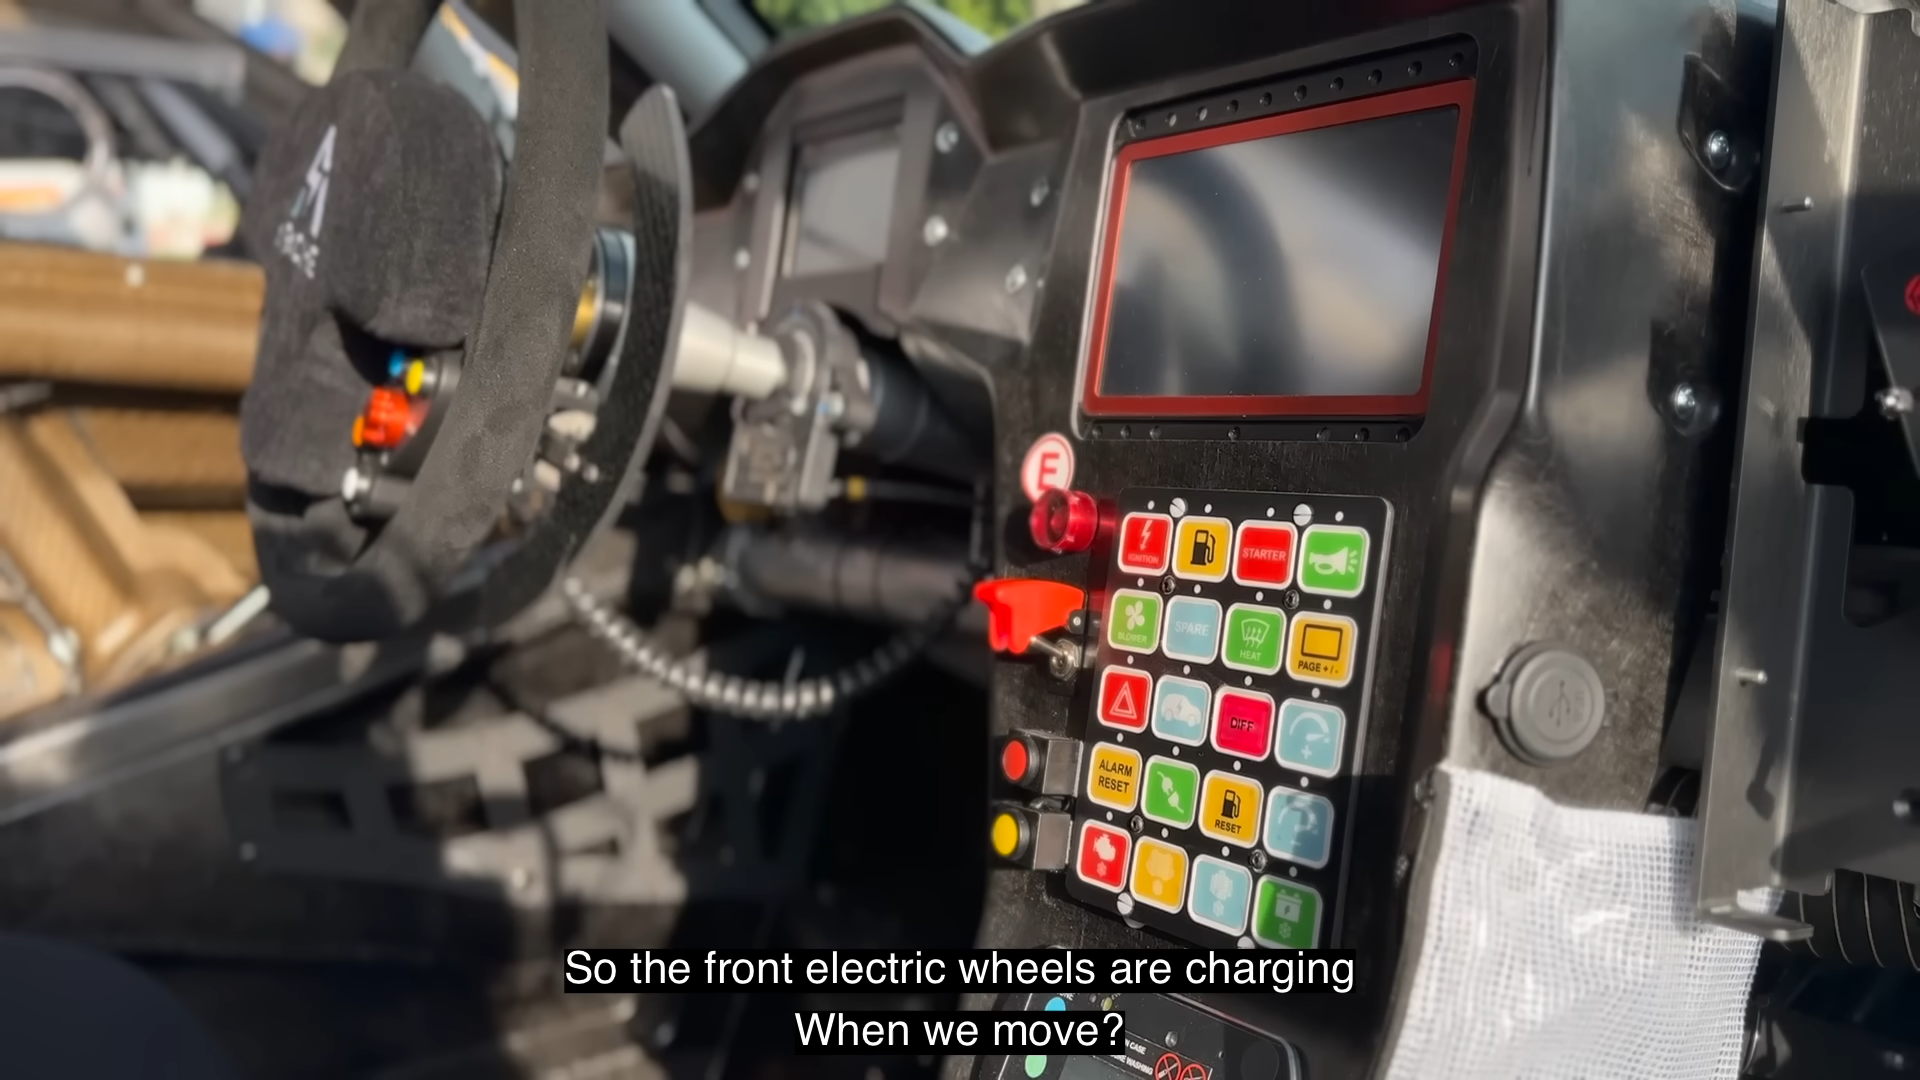 E
IGNITION
STARTER
BLOWER
SPARE
HEAT
PAGE +/-
DIFF
+
ALARM
RESET
RESET
So the front electric wheels are charging
When we move?